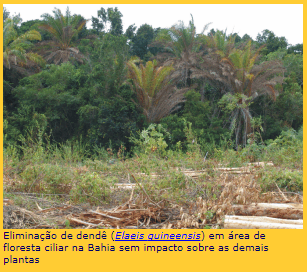 Eliminação de dendê (Elaeis guineensis) em área de
floresta ciliar na Bahia sem impacto sobre as demais
plantas